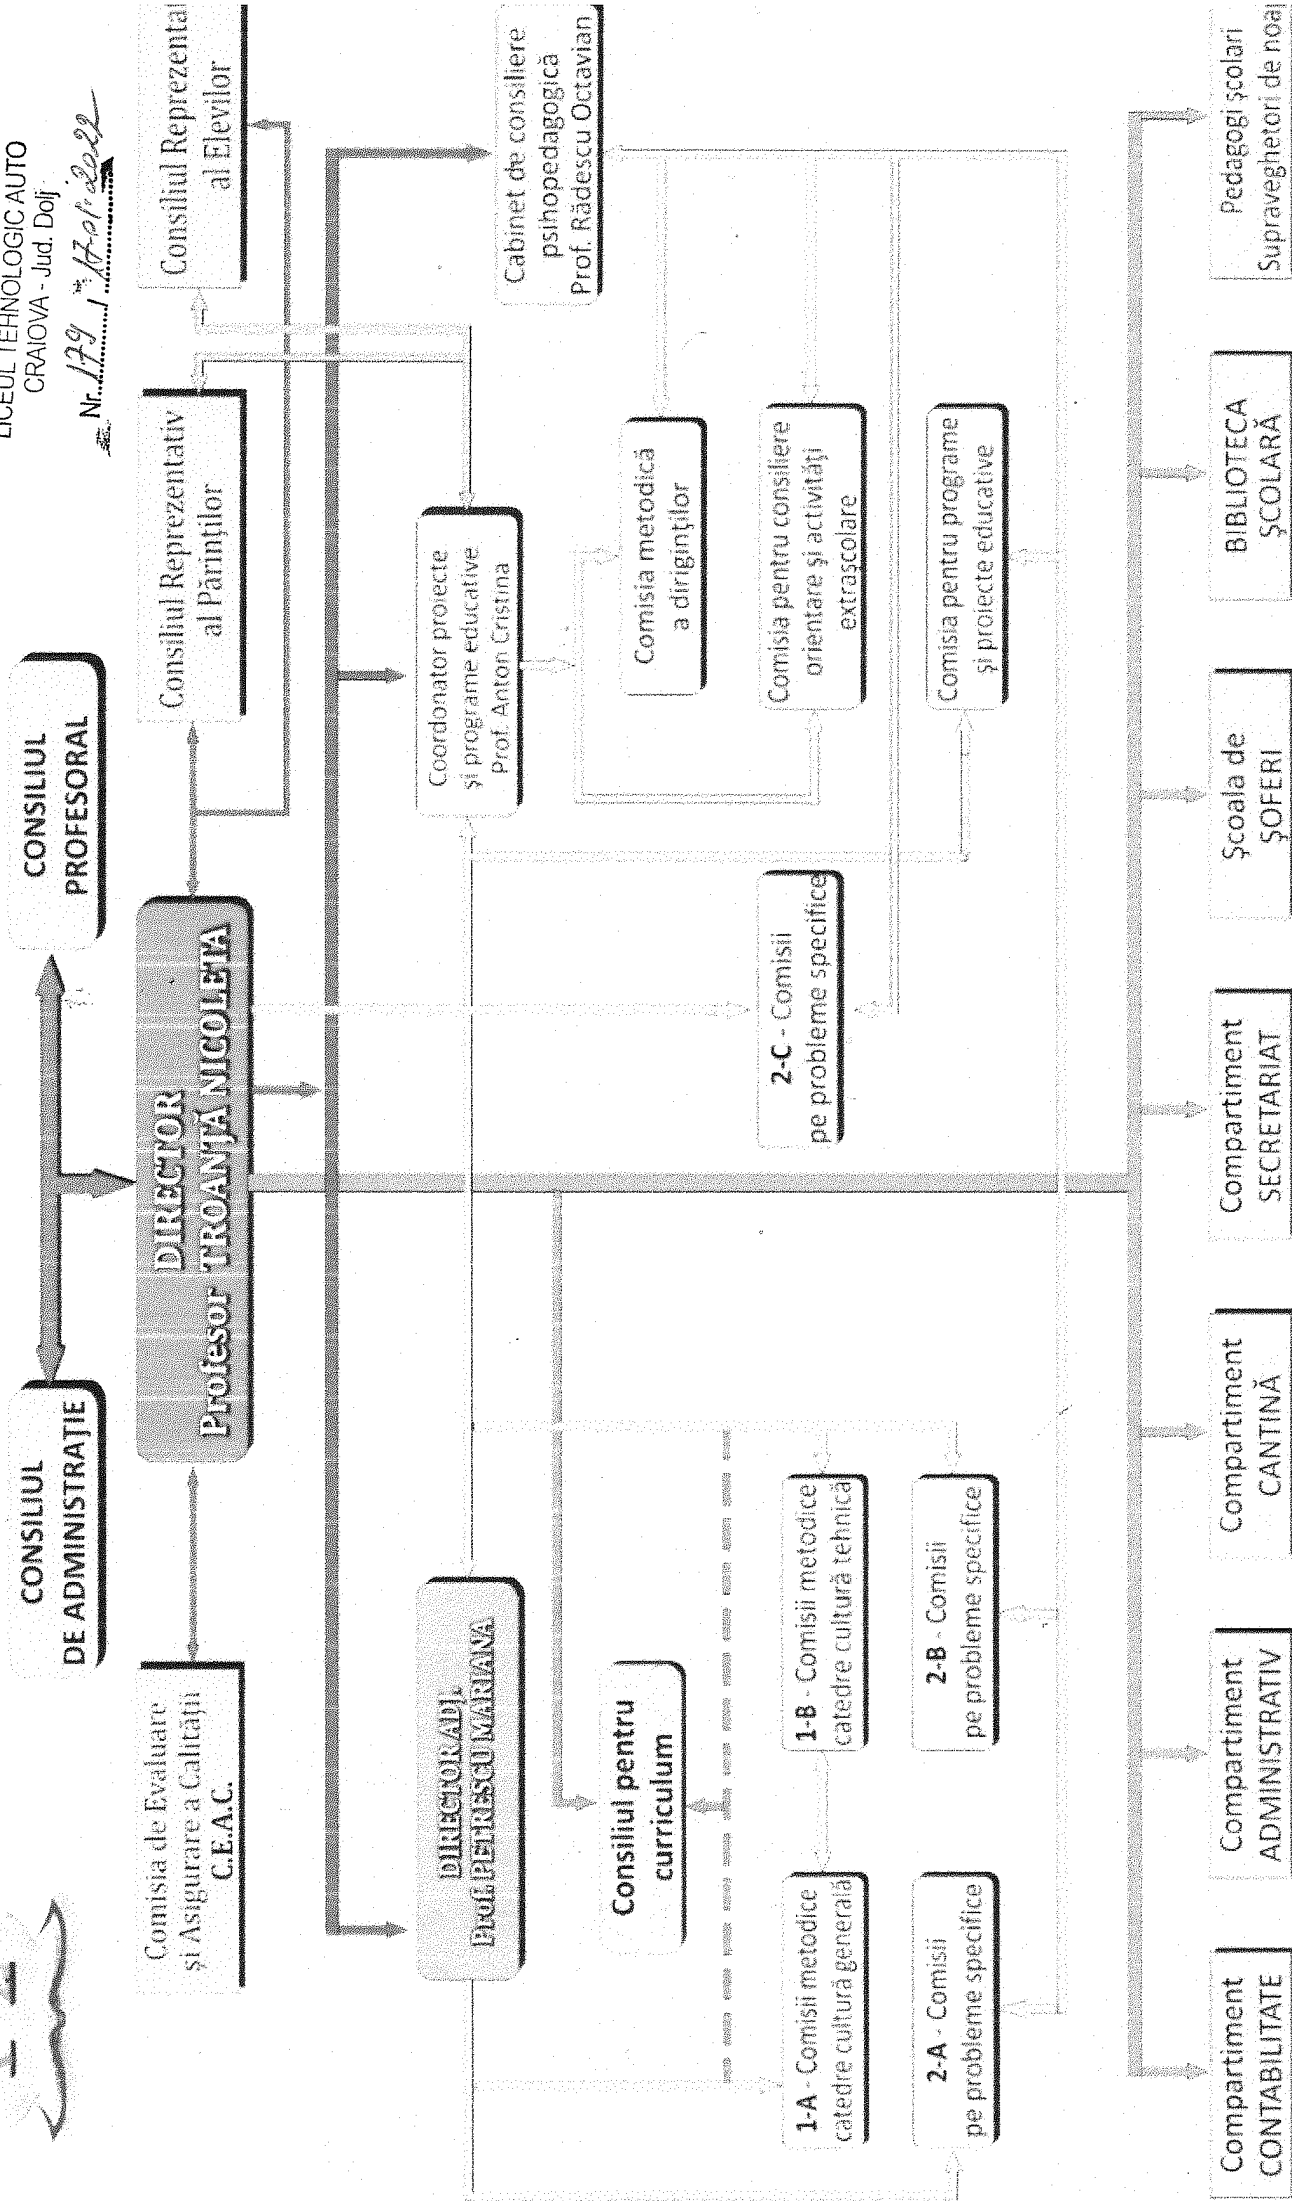 LICEUL TEHNOLOGIC AUTO
CRAIOVA - Jud. Dolj
Nr. 179 / 17.01.2022
CONSILIUL
DE ADMINISTRAȚIE
CONSILIUL
PROFESORAL
Comisia de Evaluare
și Asigurare a Calității
C.E.A.C.
DIRECTOR
Profesor TROANȚĂ NICOLETA
Consiliul Reprezentativ
al Părinților
Consiliul Reprezenta
al Elevilor
DIRECTOR ADJ.
Prof. PETRESCU MARIANA
Coordonator proiecte
și programe educative
Prof. Anton Cristina
Cabinet de consiliere
psihopedagogică
Prof. Rădescu Octavian
Consiliul pentru
curriculum
Comisia metodică
a diriginților
1-A - Comisii metodice
catedre cultură generală
1-B - Comisii metodice
catedre cultură tehnică
2-C - Comisii
pe probleme specifice
Comisia pentru consiliere
orientare și activități
extrașcolare
2-A - Comisii
pe probleme specifice
2-B - Comisii
pe probleme specifice
Comisia pentru programe
și proiecte educative
Compartiment
CONTABILITATE
Compartiment
ADMINISTRATIV
Compartiment
CANTINĂ
Compartiment
SECRETARIAT
Școala de
ȘOFERI
BIBLIOTECA
ȘCOLARĂ
Pedagogi școlari
Supraveghetori de noa